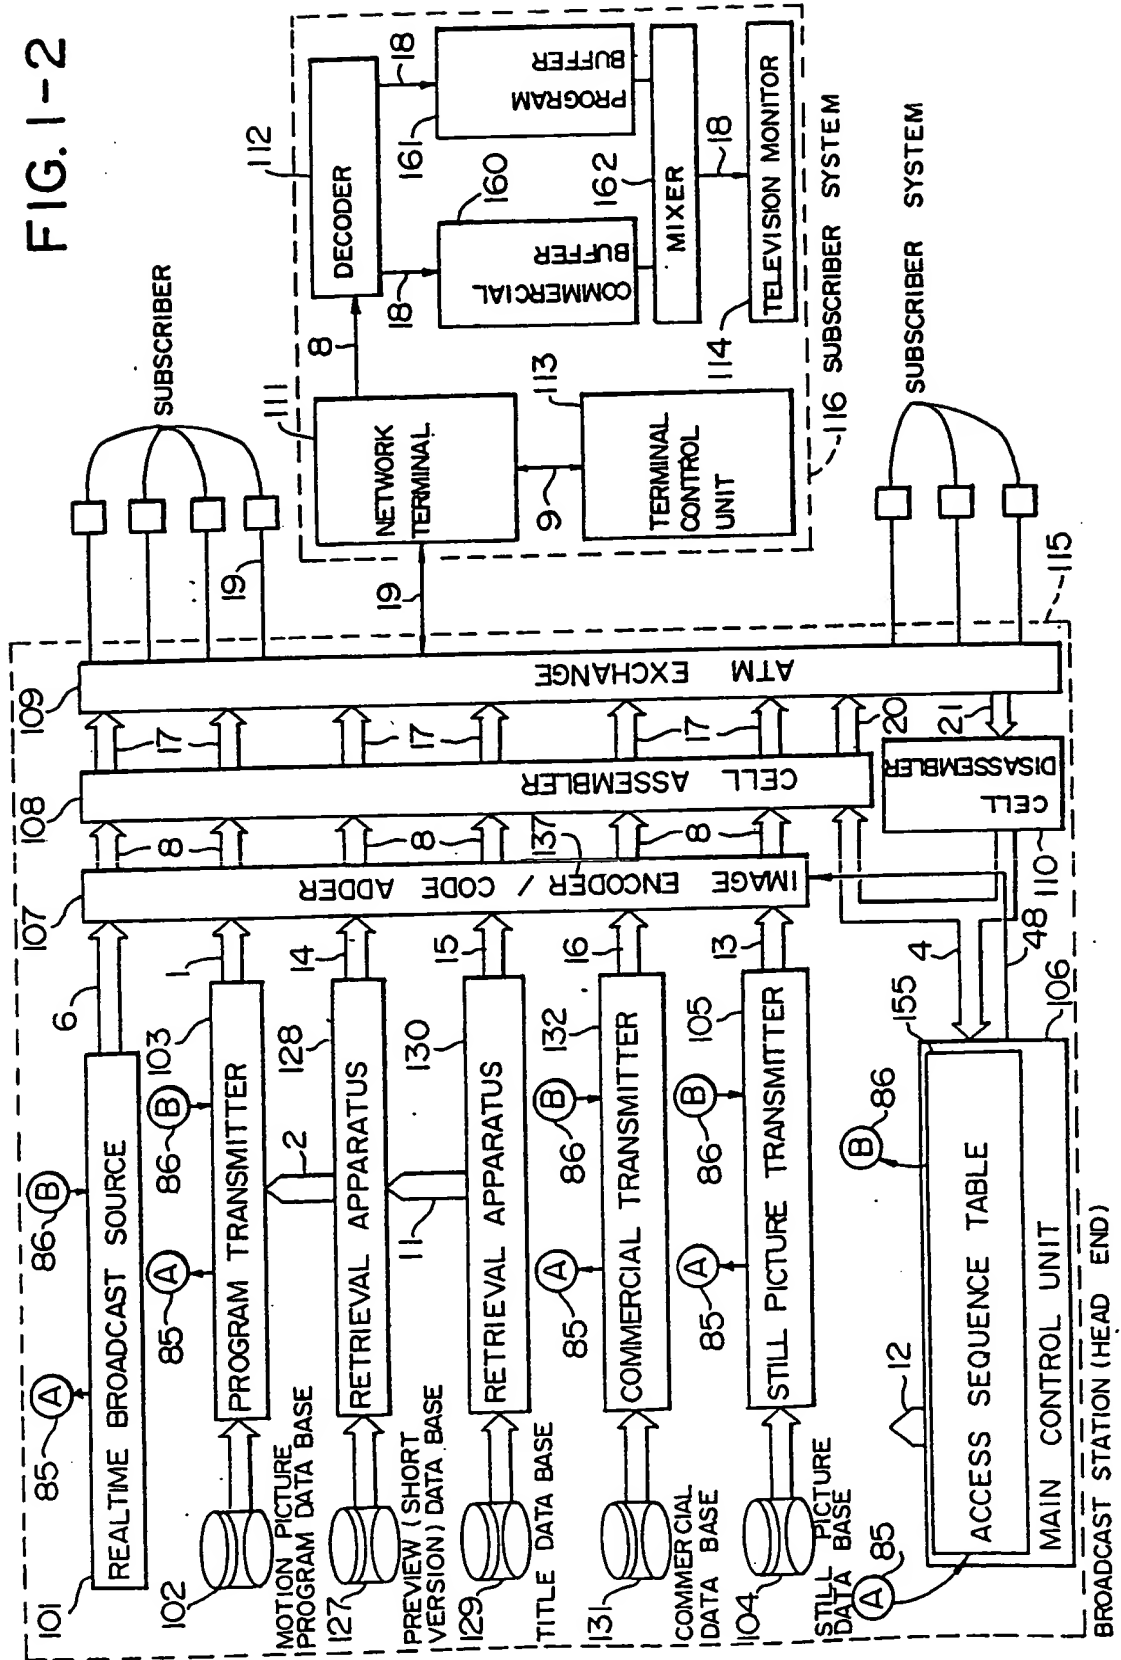 FIG. 1-2
101
REALTIME BROADCAST SOURCE
85
A
86
B
6
102
MOTION PICTURE
PROGRAM DATA BASE
PROGRAM TRANSMITTER
103
85
A
86
B
1
2
127
PREVIEW (SHORT
VERSION) DATA BASE
RETRIEVAL APPARATUS
128
14
11
129
TITLE DATA BASE
RETRIEVAL APPARATUS
130
15
131
COMMERCIAL
DATA BASE
COMMERCIAL TRANSMITTER
132
85
A
86
B
16
104
STILL PICTURE
DATA BASE
STILL PICTURE TRANSMITTER
105
85
A
86
B
13
85
A
12
ACCESS SEQUENCE TABLE
155
MAIN CONTROL UNIT
106
B
86
4
48
BROADCAST STATION (HEAD END)
107
IMAGE ENCODER / CODE ADDER
137
8
8
8
8
108
CELL ASSEMBLER
17
17
17
17
20
21
110
CELL
DISASSEMBLER
109
ATM EXCHANGE
115
19
SUBSCRIBER
19
111
NETWORK
TERMINAL
8
9
113
TERMINAL
CONTROL
UNIT
112
DECODER
18
18
160
COMMERCIAL
BUFFER
161
PROGRAM
BUFFER
162
MIXER
18
114
TELEVISION MONITOR
116 SUBSCRIBER SYSTEM
SUBSCRIBER SYSTEM